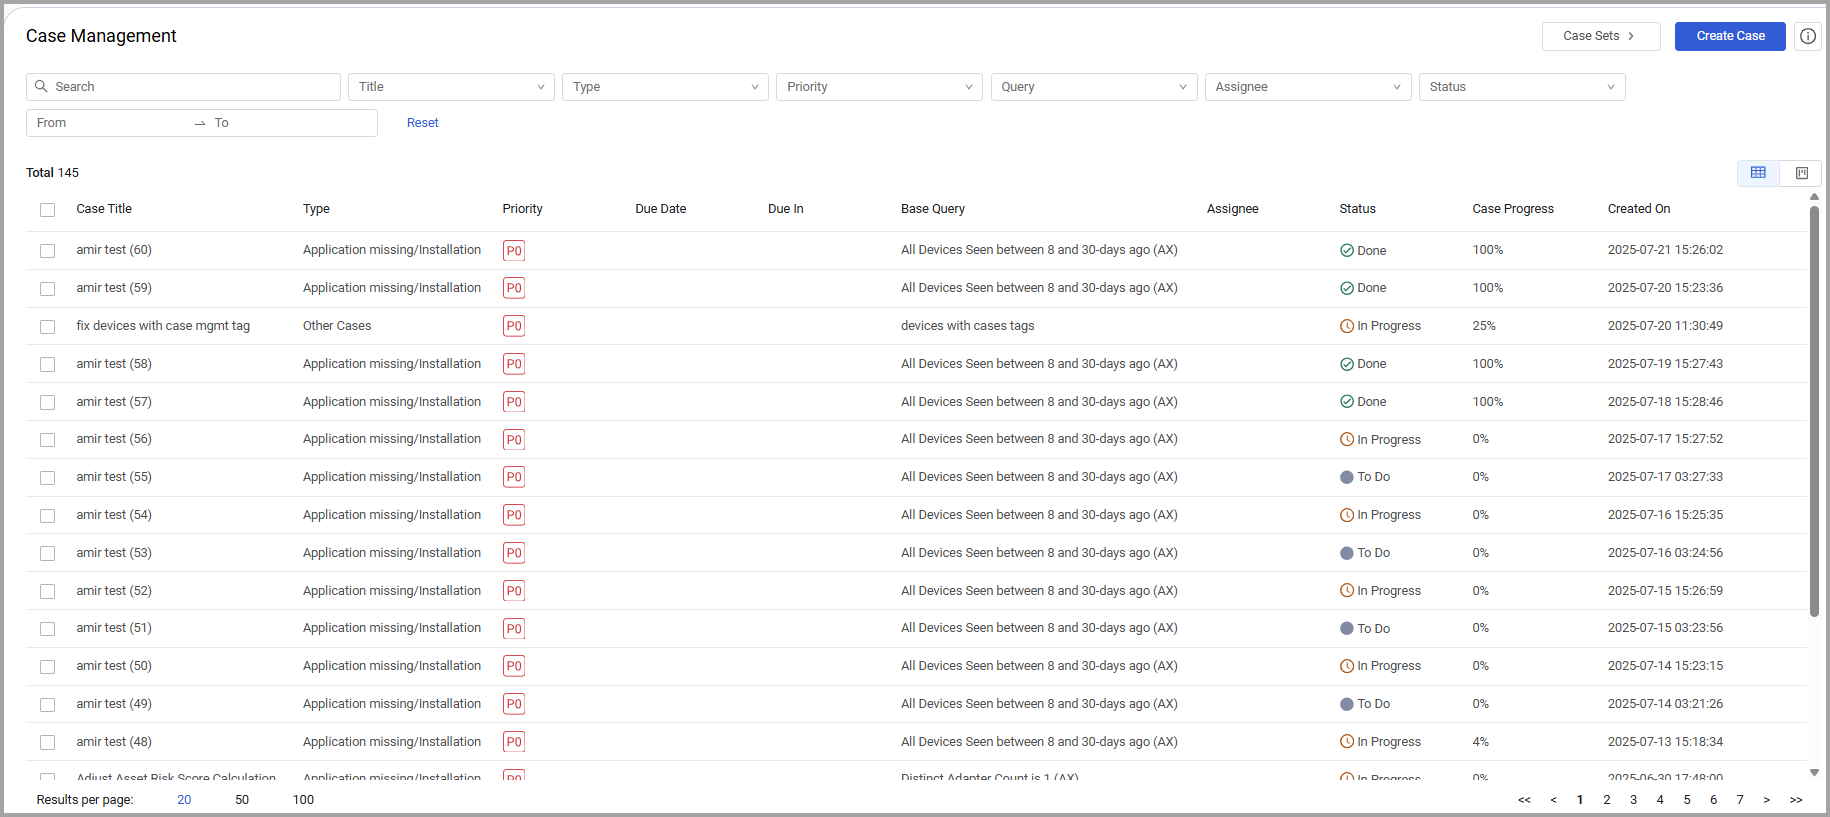 Case Management
Case Sets >
Create Case
Search
Title
Type
Priority
Query
Assignee
Status
From → To
Reset
Total 145
Case Title Type Priority Due Date Due In Base Query Assignee Status Case Progress Created On
amir test (60) Application missing/Installation P0 All Devices Seen between 8 and 30-days ago (AX) Done 100% 2025-07-21 15:26:02
amir test (59) Application missing/Installation P0 All Devices Seen between 8 and 30-days ago (AX) Done 100% 2025-07-20 15:23:36
fix devices with case mgmt tag Other Cases P0 devices with cases tags In Progress 25% 2025-07-20 11:30:49
amir test (58) Application missing/Installation P0 All Devices Seen between 8 and 30-days ago (AX) Done 100% 2025-07-19 15:27:43
amir test (57) Application missing/Installation P0 All Devices Seen between 8 and 30-days ago (AX) Done 100% 2025-07-18 15:28:46
amir test (56) Application missing/Installation P0 All Devices Seen between 8 and 30-days ago (AX) In Progress 0% 2025-07-17 15:27:52
amir test (55) Application missing/Installation P0 All Devices Seen between 8 and 30-days ago (AX) To Do 0% 2025-07-17 03:27:33
amir test (54) Application missing/Installation P0 All Devices Seen between 8 and 30-days ago (AX) In Progress 0% 2025-07-16 15:25:35
amir test (53) Application missing/Installation P0 All Devices Seen between 8 and 30-days ago (AX) To Do 0% 2025-07-16 03:24:56
amir test (52) Application missing/Installation P0 All Devices Seen between 8 and 30-days ago (AX) In Progress 0% 2025-07-15 15:26:59
amir test (51) Application missing/Installation P0 All Devices Seen between 8 and 30-days ago (AX) To Do 0% 2025-07-15 03:23:56
amir test (50) Application missing/Installation P0 All Devices Seen between 8 and 30-days ago (AX) In Progress 0% 2025-07-14 15:23:15
amir test (49) Application missing/Installation P0 All Devices Seen between 8 and 30-days ago (AX) To Do 0% 2025-07-14 03:21:26
amir test (48) Application missing/Installation P0 All Devices Seen between 8 and 30-days ago (AX) In Progress 4% 2025-07-13 15:18:34
Adjust Asset Risk Score Calculation Application missing/Installation P0 Distinct Adapter Count is 1 (AX) In Progress 0% 2025-06-30 17:48:00
Results per page: 20 50 100
<< < 1 2 3 4 5 6 7 > >>